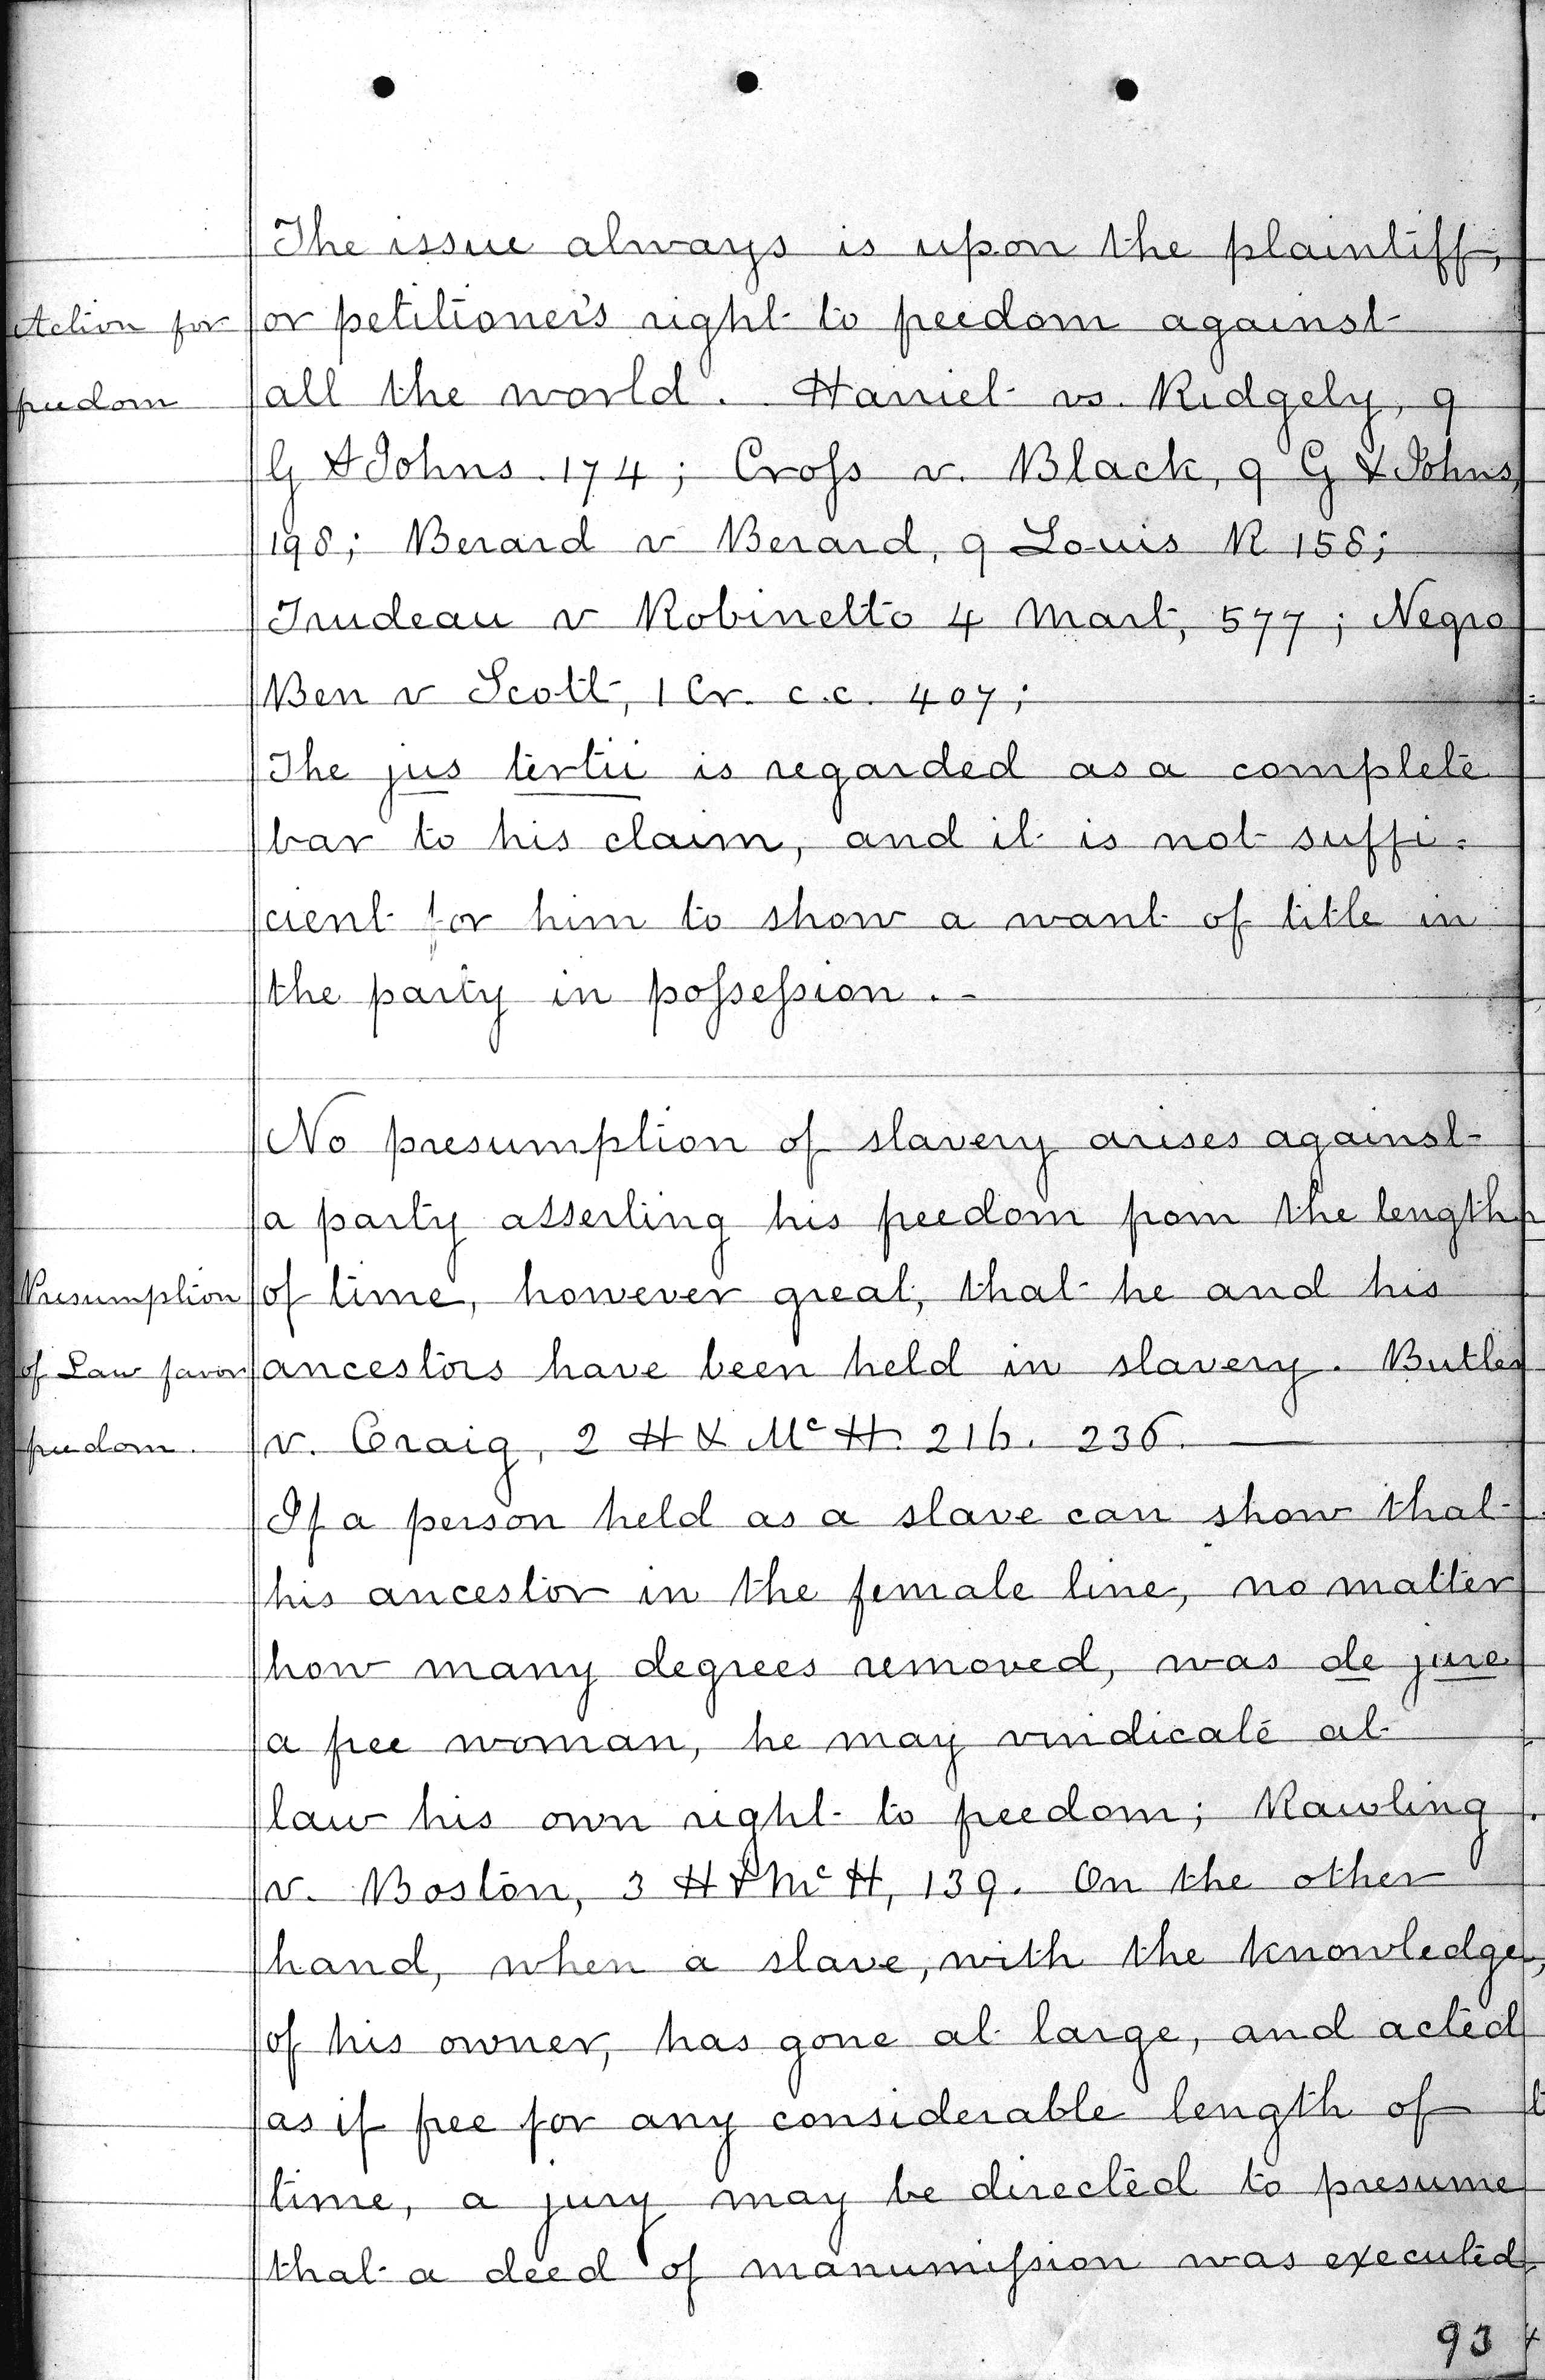 The issue always is upon the plaintiff,
or petitioner's right to freedom against
all the world. Harriet vs. Ridgely, 9
G & Johns. 174; Cross v. Black, 9 G & Johns,
198; Berard v Berard, 9 Louis R 158;
Trudeau v Robinetto 4 Mart, 577; Negro
Ben v Scott, 1 Cr. c.c. 407;
The jus tertii is regarded as a complete
bar to his claim, and it is not suffi-
cient for him to show a want of title in
the party in possession. -
Action for
freedom
No presumption of slavery arises against
a party asserting his freedom from the length
of time, however great, that he and his
ancestors have been held in slavery. Butler
v. Craig, 2 H & McH. 216. 236. —
Presumption
of Law favor
freedom.
If a person held as a slave can show that
his ancestor in the female line, no matter
how many degrees removed, was de jure
a free woman, he may vindicate at
law his own right to freedom; Rawling
v. Boston, 3 H & McH, 139. On the other
hand, when a slave, with the knowledge,
of his owner, has gone at large, and acted
as if free for any considerable length of
time, a jury may be directed to presume
that a deed of manumission was executed
93